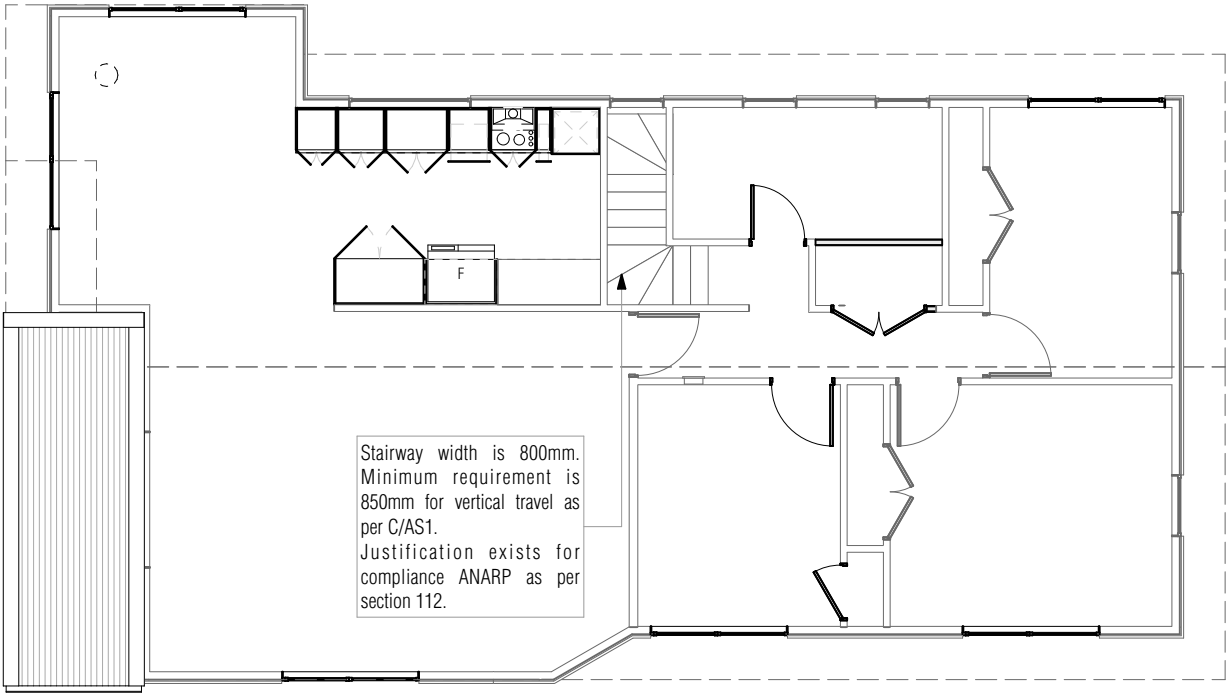 F
Stairway width is 800mm.
Minimum requirement is
850mm for vertical travel as
per C/AS1.
Justification exists for
compliance ANARP as per
section 112.